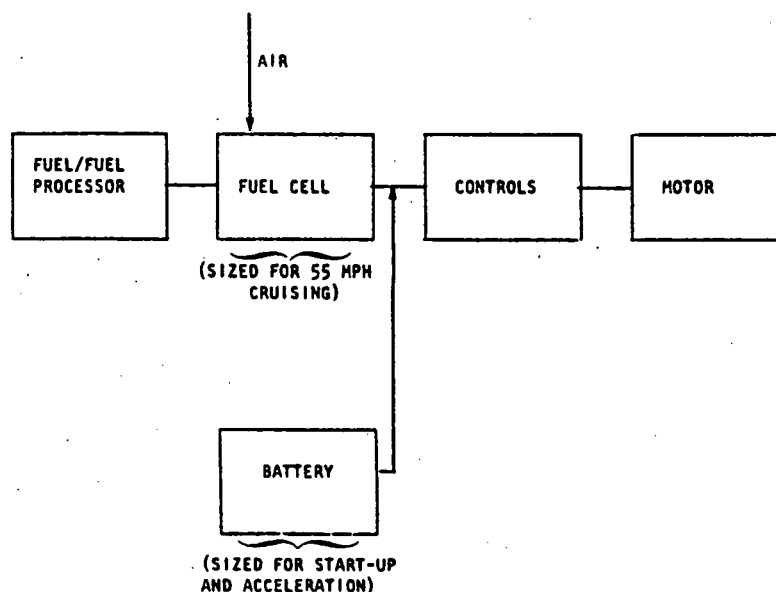 AIR
FUEL/FUEL
PROCESSOR
FUEL CELL
CONTROLS
MOTOR
(SIZED FOR 55 MPH
CRUISING)
BATTERY
(SIZED FOR START-UP
AND ACCELERATION)